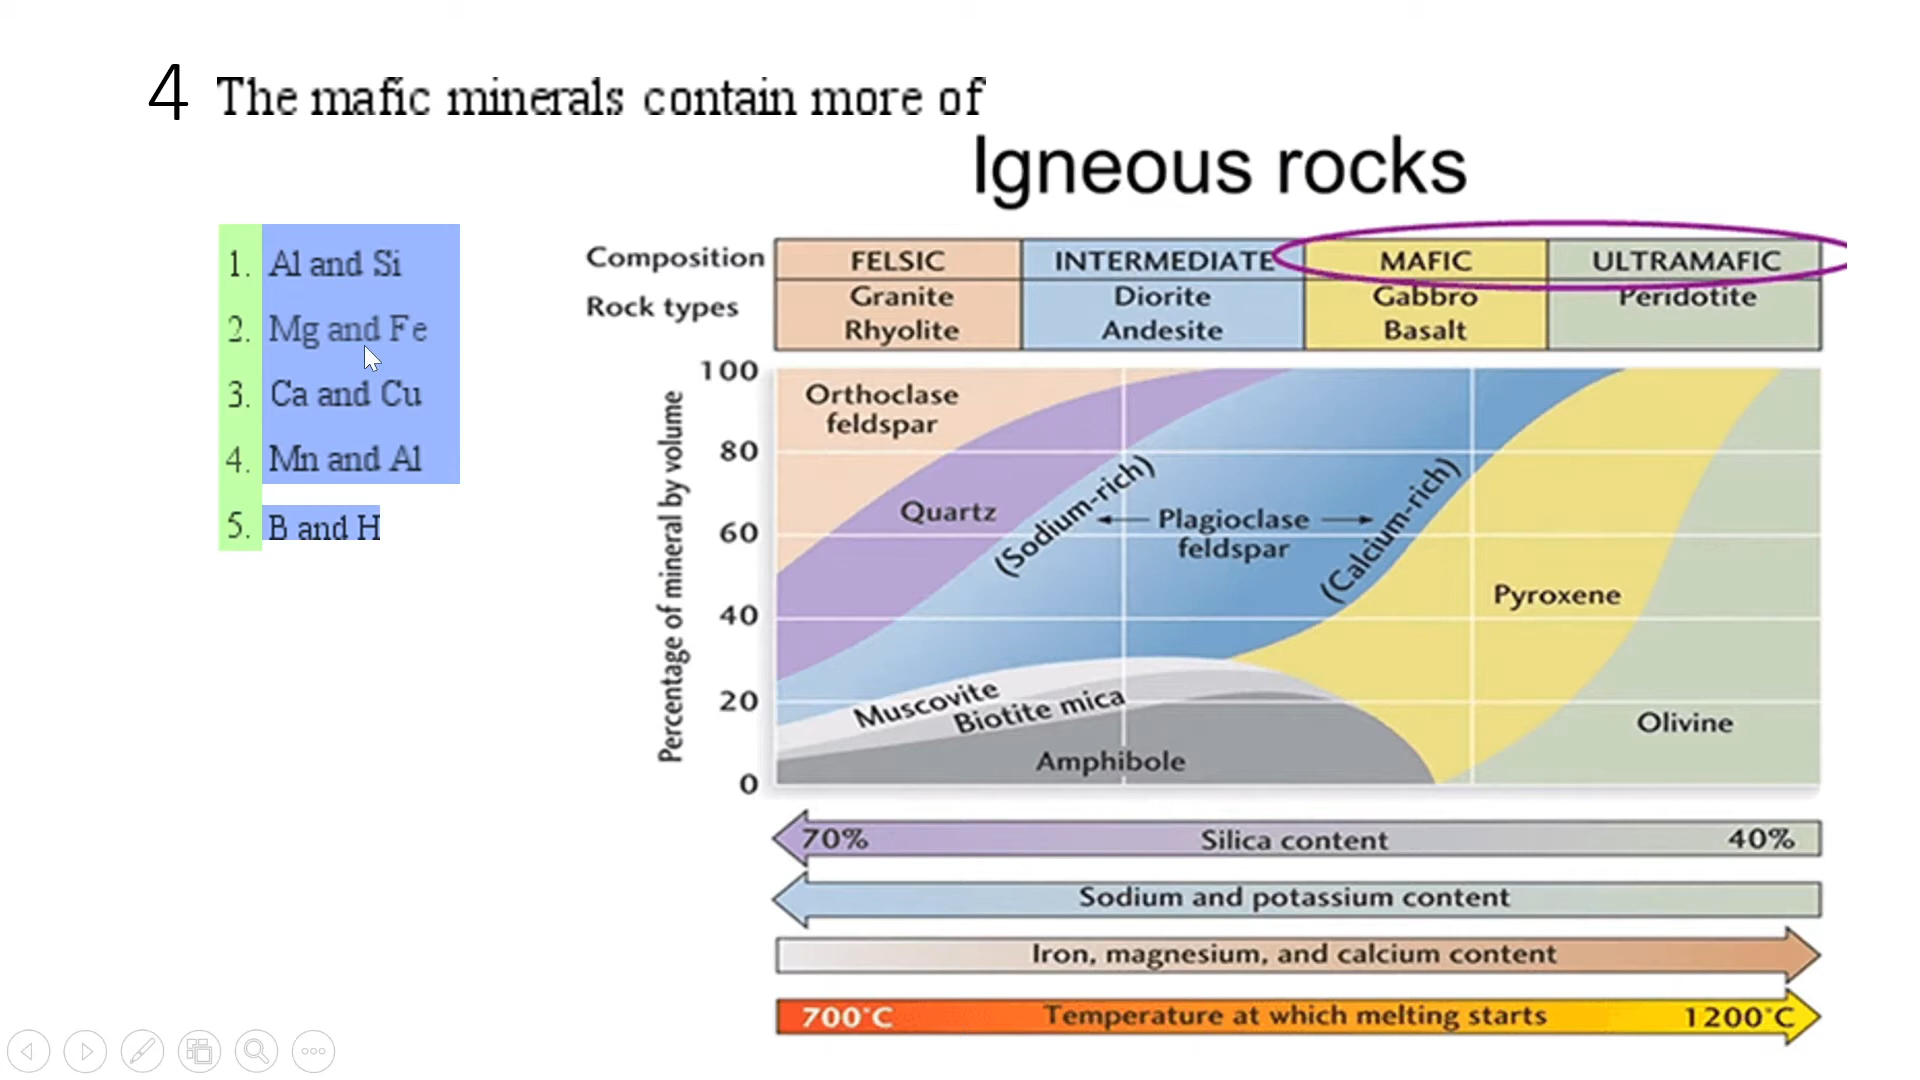 4 The mafic minerals contain more of
Igneous rocks
1. Al and Si
2. Mg and Fe
3. Ca and Cu
4. Mn and Al
5. B and H
Composition FELSIC INTERMEDIATE MAFIC ULTRAMAFIC
Rock types Granite Diorite Gabbro Peridotite
Rhyolite Andesite Basalt
Percentage of mineral by volume
100
80
60
40
20
0
Orthoclase
feldspar
Quartz
(Sodium-rich)
Plagioclase
feldspar
(Calcium-rich)
Pyroxene
Muscovite
Biotite mica
Amphibole
Olivine
70% Silica content 40%
Sodium and potassium content
Iron, magnesium, and calcium content
700°C Temperature at which melting starts 1200°C